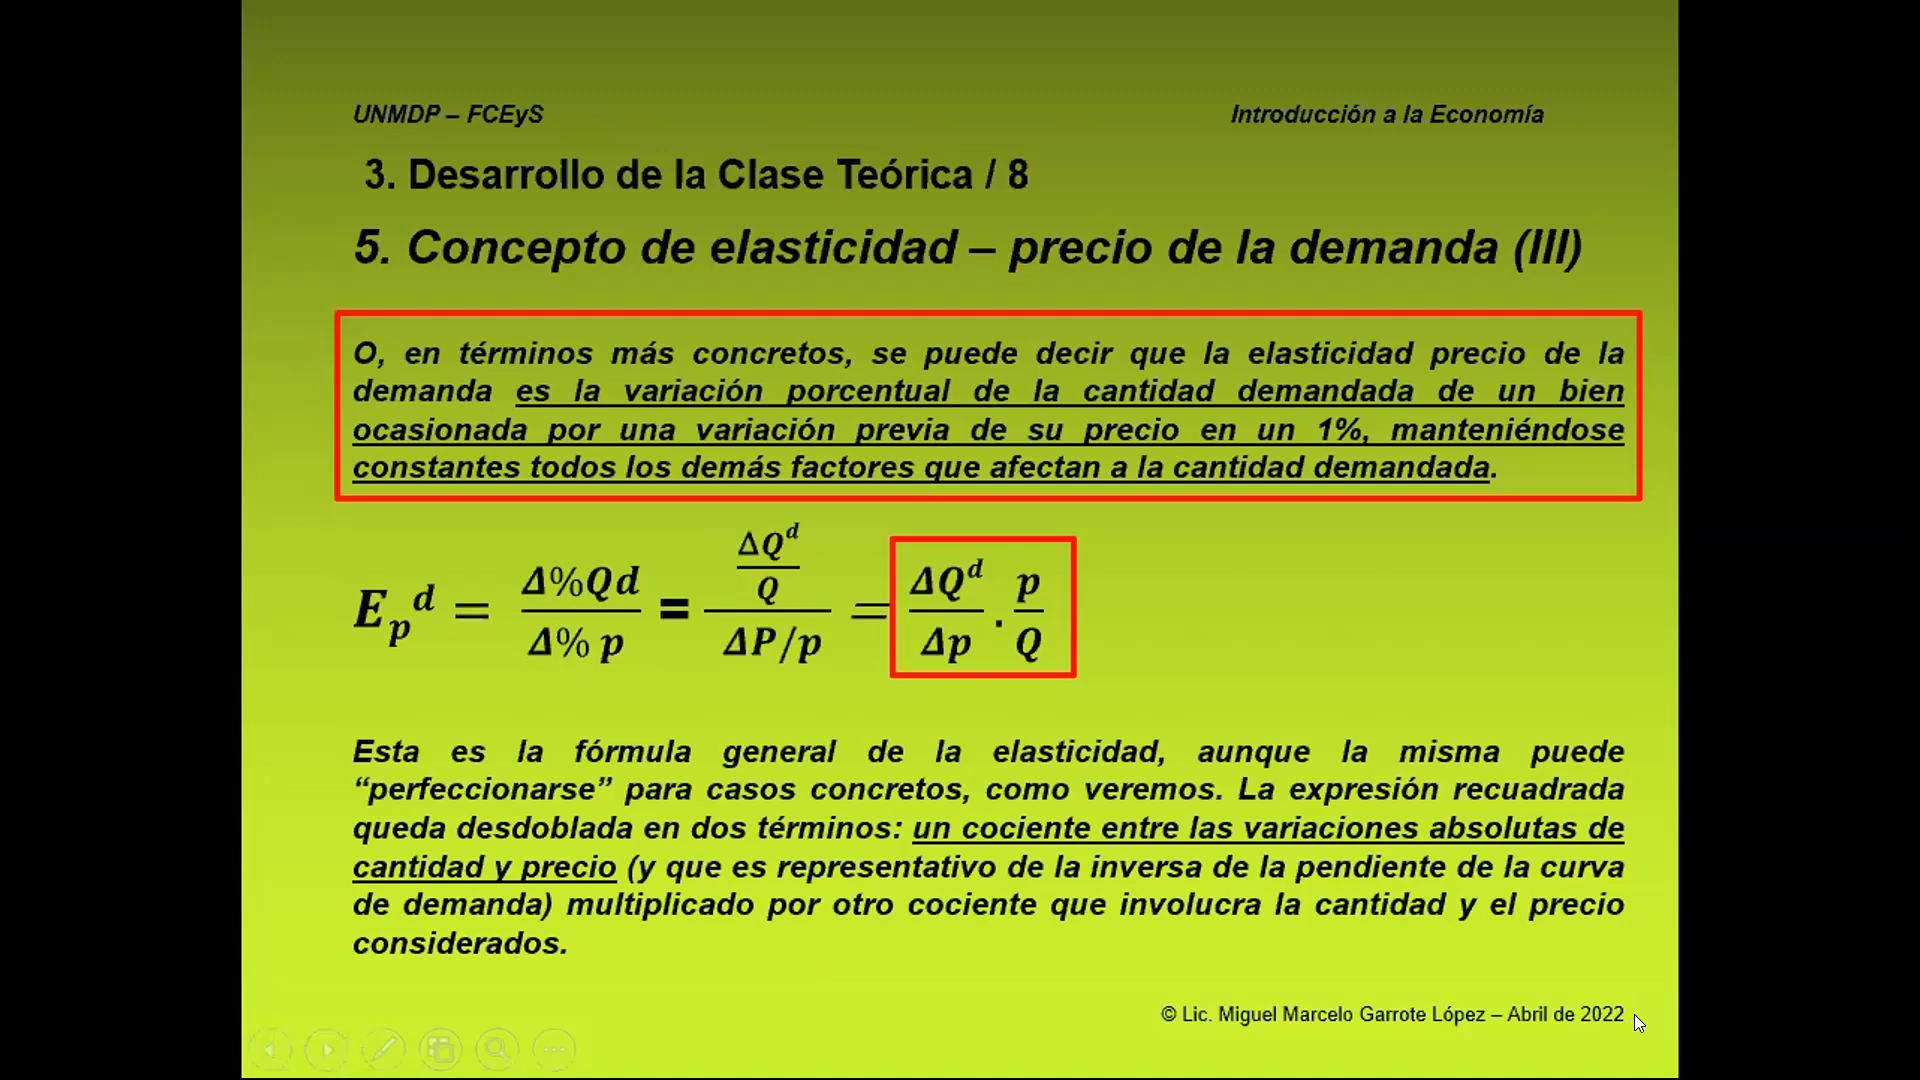 UNMDP – FCEyS
Introducción a la Economía
3. Desarrollo de la Clase Teórica / 8
5. Concepto de elasticidad – precio de la demanda (III)
O, en términos más concretos, se puede decir que la elasticidad precio de la
demanda es la variación porcentual de la cantidad demandada de un bien
ocasionada por una variación previa de su precio en un 1%, manteniéndose
constantes todos los demás factores que afectan a la cantidad demandada.
E_p^d = Δ%Qd / Δ% p = (ΔQ^d / Q) / (ΔP/p) = ΔQ^d / Δp . p / Q
Esta es la fórmula general de la elasticidad, aunque la misma puede
“perfeccionarse” para casos concretos, como veremos. La expresión recuadrada
queda desdoblada en dos términos: un cociente entre las variaciones absolutas de
cantidad y precio (y que es representativo de la inversa de la pendiente de la curva
de demanda) multiplicado por otro cociente que involucra la cantidad y el precio
considerados.
© Lic. Miguel Marcelo Garrote López – Abril de 2022